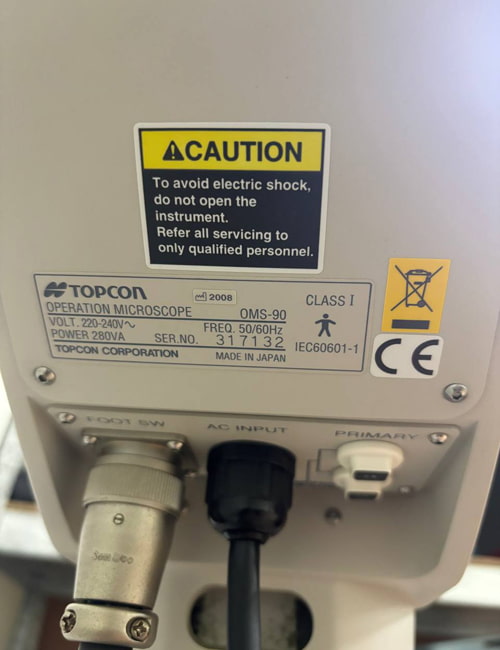 CAUTION
To avoid electric shock,
do not open the
instrument.
Refer all servicing to
only qualified personnel.
TOPCON 2008 CLASS I
OPERATION MICROSCOPE OMS-90
VOLT. 220-240V~ FREQ. 50/60Hz
POWER 280VA SER.NO. 317132 IEC60601-1
TOPCON CORPORATION MADE IN JAPAN
CE
FOOT SW AC INPUT PRIMARY